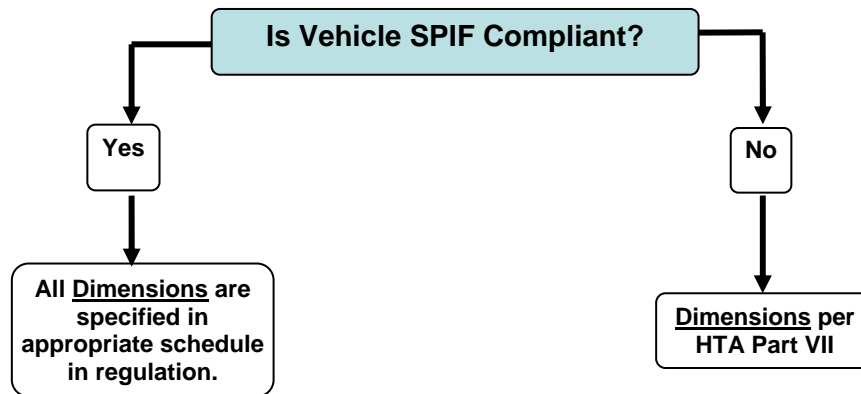 Is Vehicle SPIF Compliant?
Yes
No
All Dimensions are
specified in
appropriate schedule
in regulation.
Dimensions per
HTA Part VII